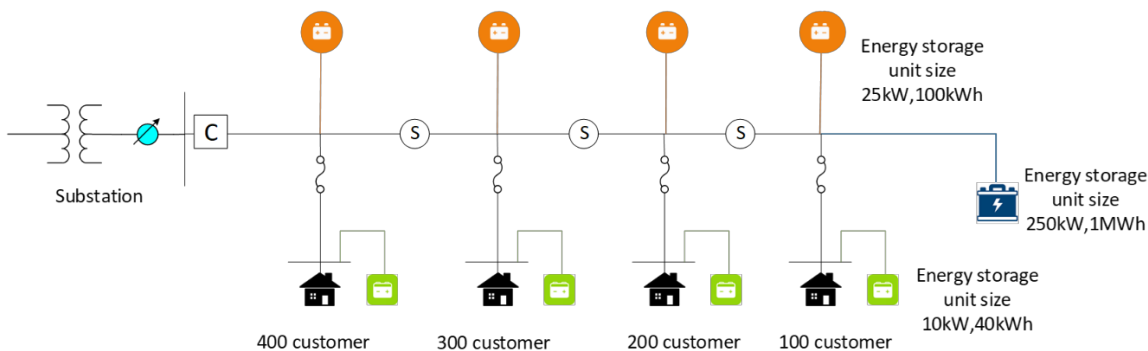 Energy storage
unit size
25kW,100kWh
C
S
S
S
Substation
Energy storage
unit size
250kW,1MWh
Energy storage
unit size
10kW,40kWh
400 customer
300 customer
200 customer
100 customer